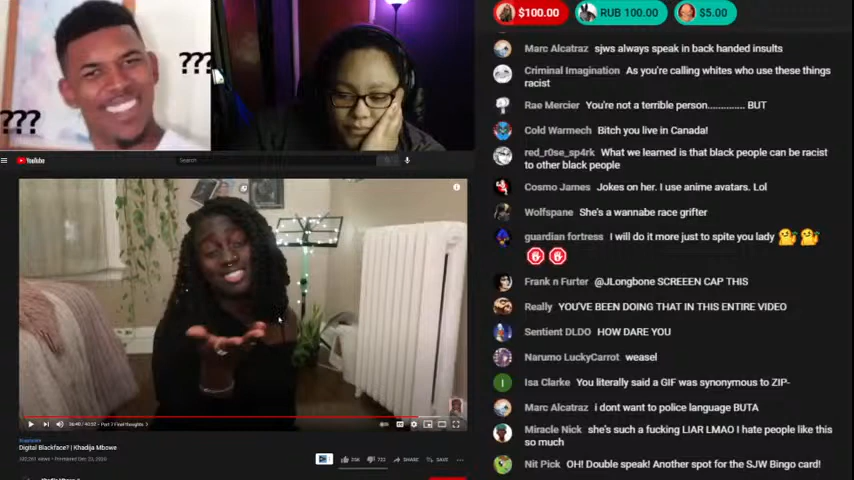 $100.00
RUB 100.00
$5.00
???
???
Marc Alcatraz sjws always speak in back handed insults
Criminal Imagination As you're calling whites who use these things
racist
Rae Mercier You're not a terrible person.............. BUT
Cold Warmech Bitch you live in Canada!
red_r0se_sp4rk What we learned is that black people can be racist
to other black people
Cosmo James Jokes on her. I use anime avatars. Lol
Wolfspane She's a wannabe race grifter
guardian fortress I will do it more just to spite you lady
Frank n Furter @JLongbone SCREEEN CAP THIS
Really YOU'VE BEEN DOING THAT IN THIS ENTIRE VIDEO
Sentient DLDO HOW DARE YOU
Narumo LuckyCarrot weasel
Isa Clarke You literally said a GIF was synonymous to ZIP-
Marc Alcatraz i dont want to police language BUTA
Miracle Nick she's such a fucking LIAR LMAO I hate people like this
so much
Nit Pick OH! Double speak! Another spot for the SJW Bingo card!
YouTube
Search
Digital Blackface? | Khadija Mbowe
SHARE
SAVE